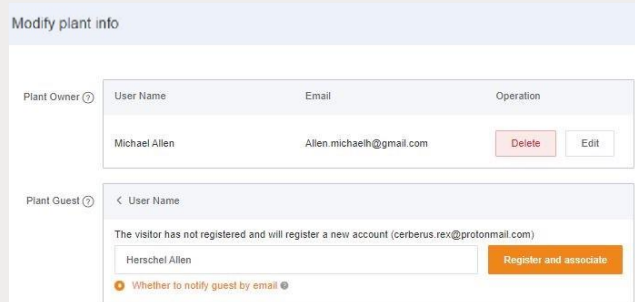 Modify plant info
Plant Owner ?
User Name Email Operation
Michael Allen Allen.michaelh@gmail.com Delete Edit
Plant Guest ?
< User Name
The visitor has not registered and will register a new account (cerberus.rex@protonmail.com)
Herschel Allen Register and associate
Whether to notify guest by email ?